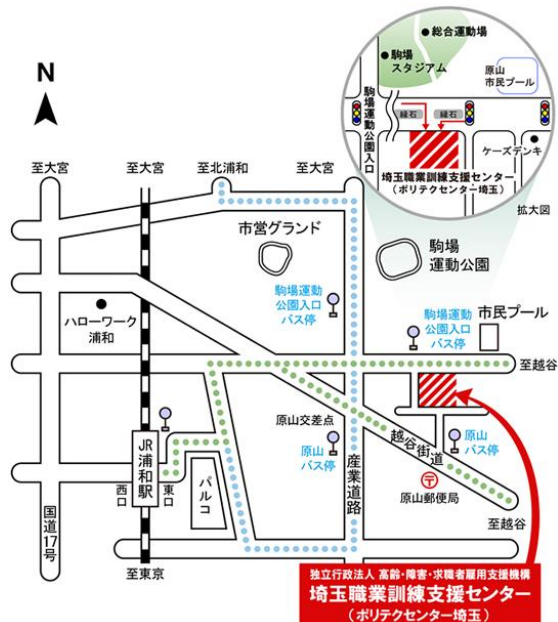 N
総合運動場
駒場
スタジアム
原山
市民プール
駒場運動公園入口
縁石
縁石
ケーズデンキ
埼玉職業訓練支援センター
（ポリテクセンター埼玉）
拡大図
至大宮
至大宮
至北浦和
至大宮
市営グランド
駒場
運動公園
ハローワーク
浦和
駒場運動
公園入口
バス停
駒場運動
公園入口
バス停
市民プール
至越谷
原山交差点
原山
バス停
越谷街道
原山
バス停
JR浦和駅
西口
東口
パルコ
産業道路
〒
原山郵便局
国道17号
至越谷
至東京
独立行政法人 高齢・障害・求職者雇用支援機構
埼玉職業訓練支援センター
（ポリテクセンター埼玉）